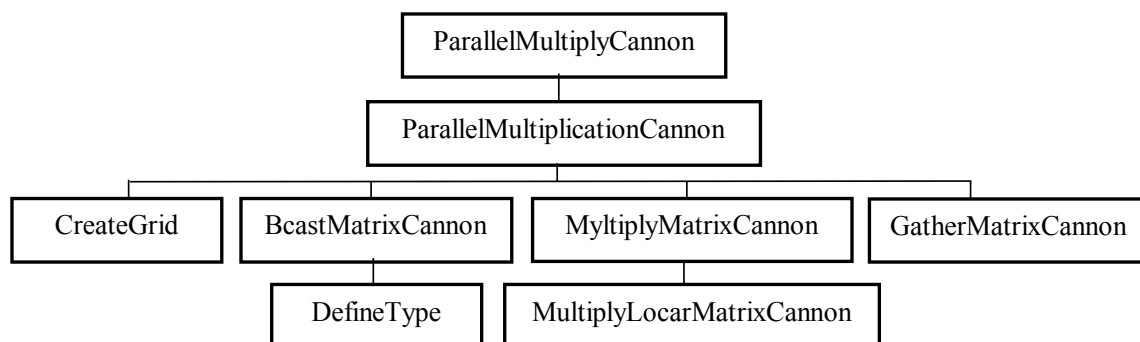 ParallelMultiplyCannon
ParallelMultiplicationCannon
CreateGrid
BcastMatrixCannon
MyltiplyMatrixCannon
GatherMatrixCannon
DefineType
MultiplyLocarMatrixCannon